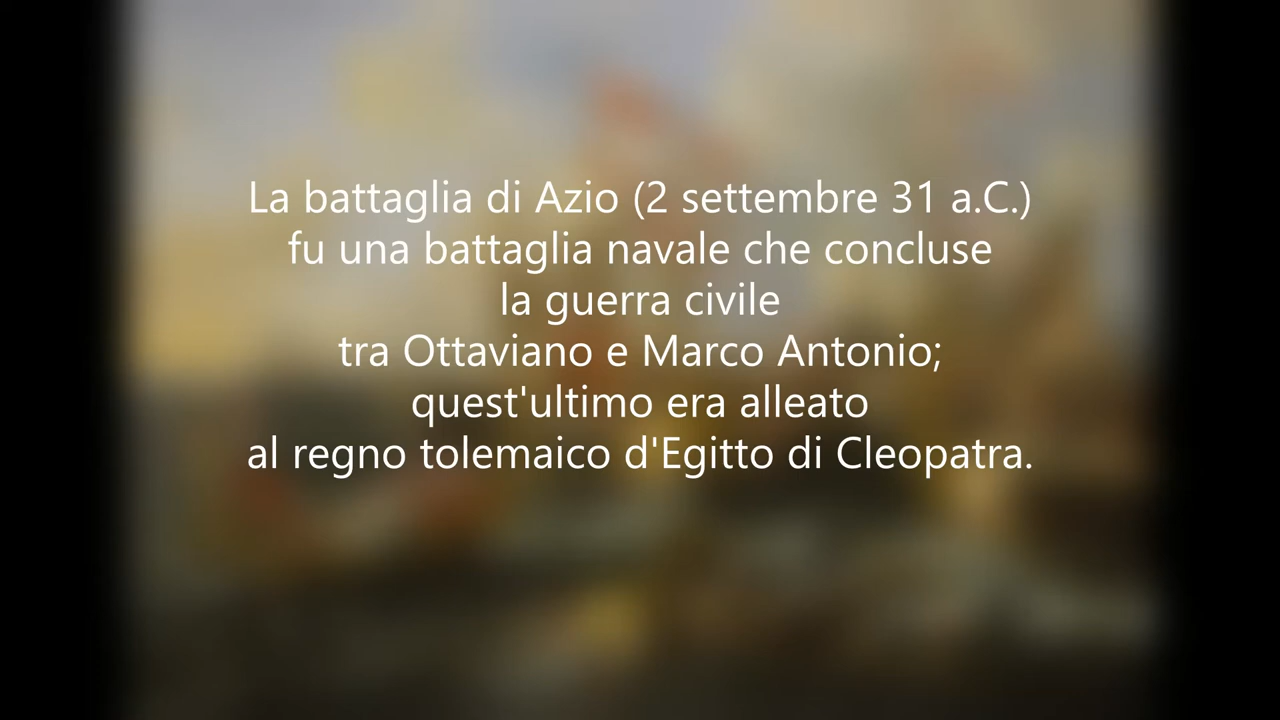 La battaglia di Azio (2 settembre 31 a.C.)
fu una battaglia navale che concluse
la guerra civile
tra Ottaviano e Marco Antonio;
quest'ultimo era alleato
al regno tolemaico d'Egitto di Cleopatra.